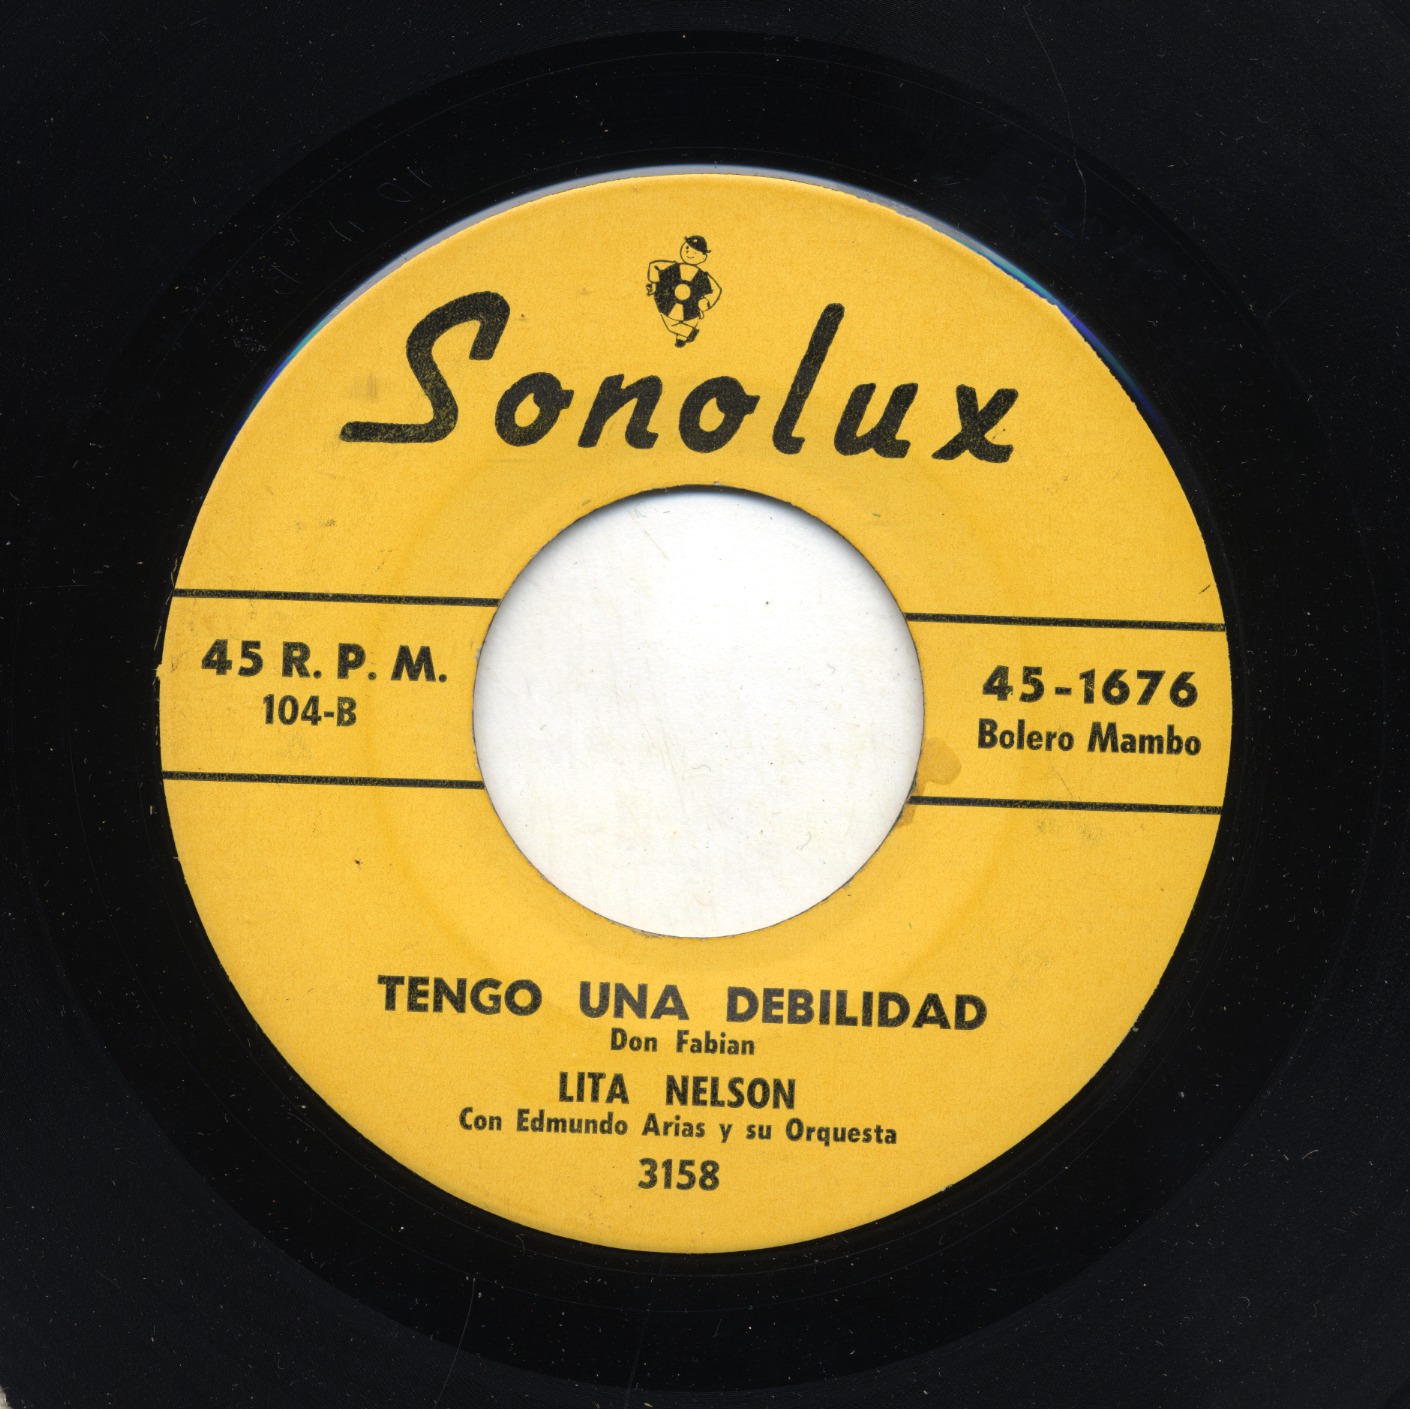 Sonolux
45 R. P. M.
104-B
45-1676
Bolero Mambo
TENGO UNA DEBILIDAD
Don Fabian
LITA NELSON
Con Edmundo Arias y su Orquesta
3158